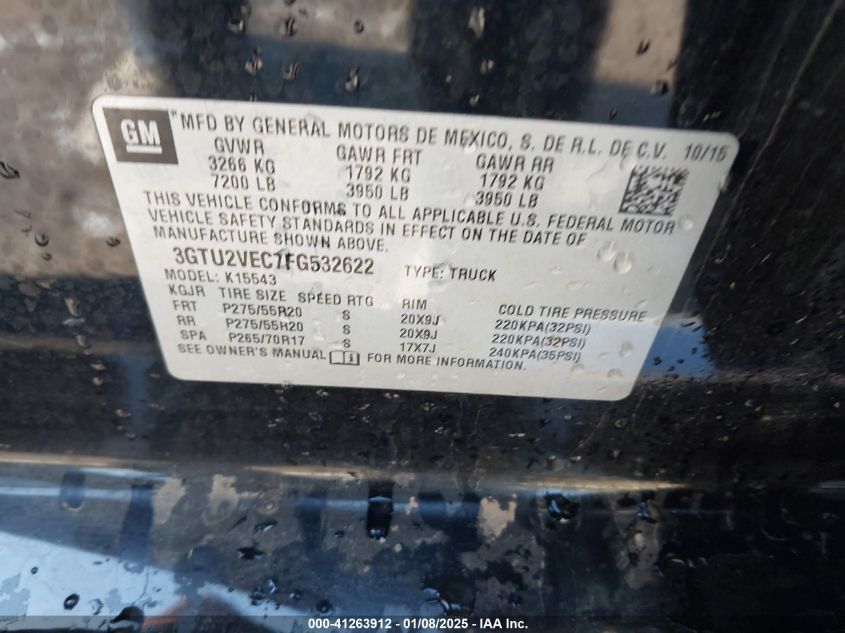 GM MFD BY GENERAL MOTORS DE MEXICO, S. DE R.L. DE C.V. 10/15
GVWR GAWR FRT GAWR RR
3266 KG 1792 KG 1792 KG
7200 LB 3950 LB 3950 LB
THIS VEHICLE CONFORMS TO ALL APPLICABLE U.S. FEDERAL MOTOR
VEHICLE SAFETY STANDARDS IN EFFECT ON THE DATE OF
MANUFACTURE SHOWN ABOVE.
3GTU2VEC7FG532622 TYPE: TRUCK
MODEL: K15543
KGJR TIRE SIZE SPEED RTG RIM COLD TIRE PRESSURE
FRT P275/55R20 S 20X9J 220KPA(32PSI)
RR P275/55R20 S 20X9J 220KPA(32PSI)
SPA P265/70R17 S 17X7J 240KPA(35PSI)
SEE OWNER'S MANUAL FOR MORE INFORMATION.
000-41263912 - 01/08/2025 - IAA Inc.